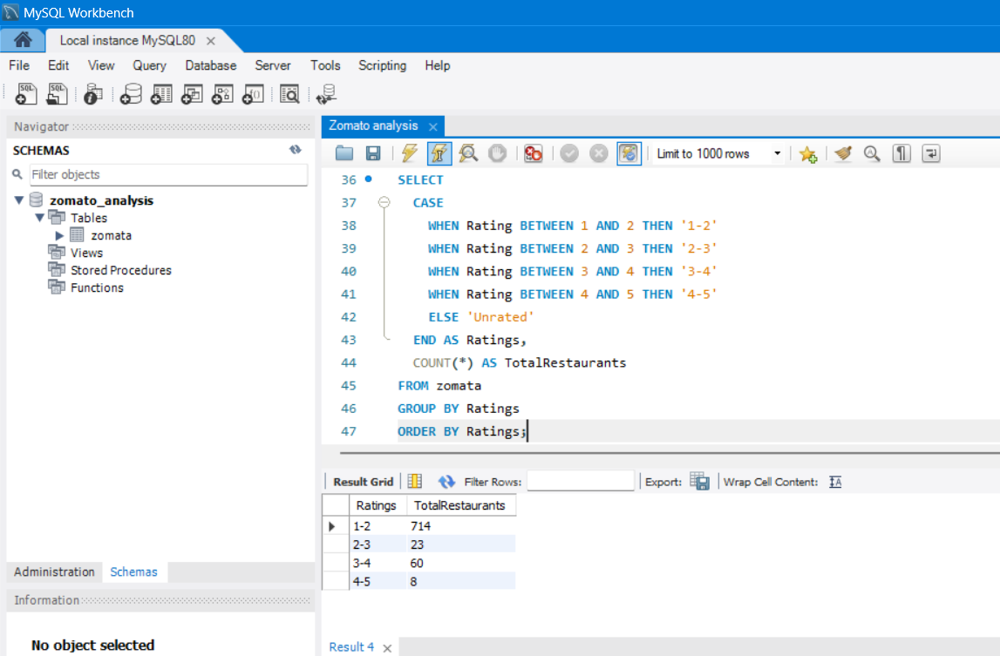 MySQL Workbench
Local instance MySQL80
File Edit View Query Database Server Tools Scripting Help
Navigator
SCHEMAS
Filter objects
zomato_analysis
Tables
zomata
Views
Stored Procedures
Functions
Administration Schemas
Information
No object selected
Zomato analysis
Limit to 1000 rows
36 SELECT
37 CASE
38 WHEN Rating BETWEEN 1 AND 2 THEN '1-2'
39 WHEN Rating BETWEEN 2 AND 3 THEN '2-3'
40 WHEN Rating BETWEEN 3 AND 4 THEN '3-4'
41 WHEN Rating BETWEEN 4 AND 5 THEN '4-5'
42 ELSE 'Unrated'
43 END AS Ratings,
44 COUNT(*) AS TotalRestaurants
45 FROM zomata
46 GROUP BY Ratings
47 ORDER BY Ratings;
Result Grid Filter Rows: Export: Wrap Cell Content: IA
Ratings TotalRestaurants
1-2 714
2-3 23
3-4 60
4-5 8
Result 4